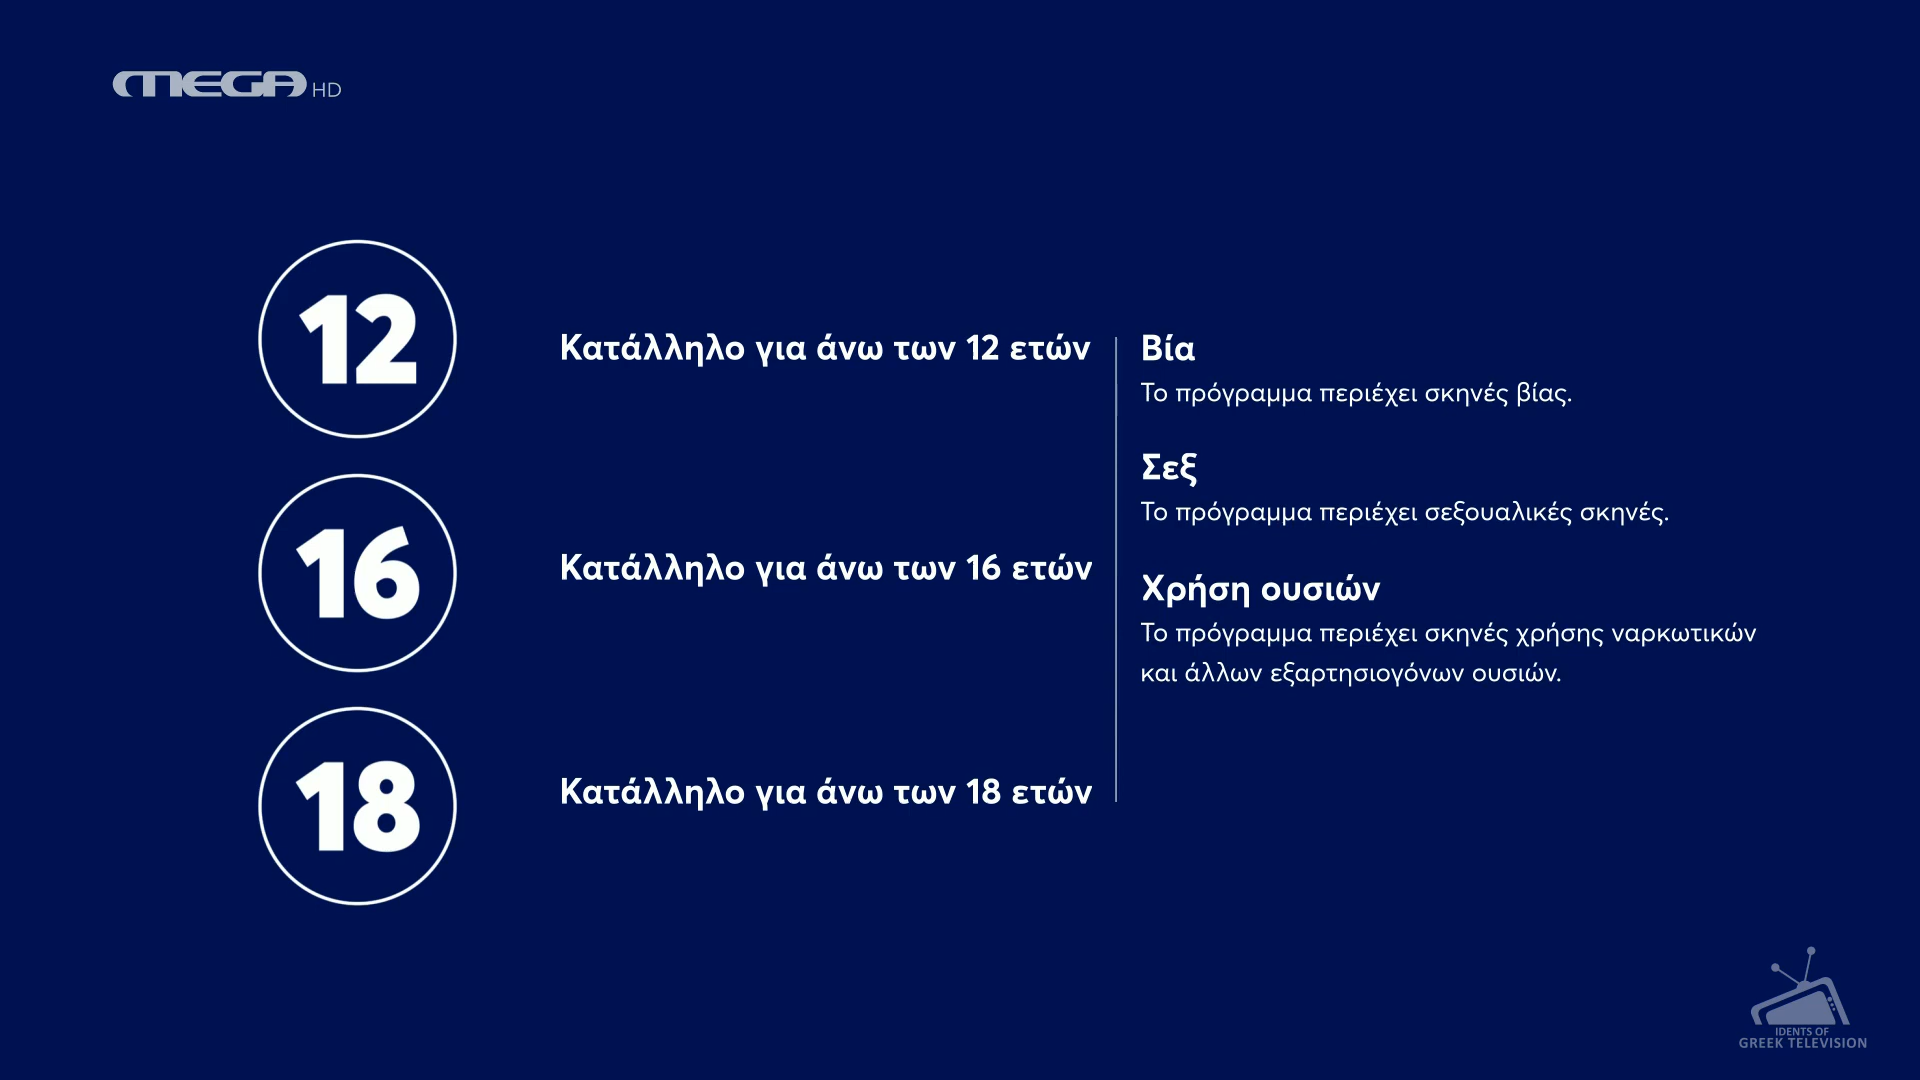 MEGA HD
12
Κατάλληλο για άνω των 12 ετών
16
Κατάλληλο για άνω των 16 ετών
18
Κατάλληλο για άνω των 18 ετών
Βία
Το πρόγραμμα περιέχει σκηνές βίας.
Σεξ
Το πρόγραμμα περιέχει σεξουαλικές σκηνές.
Χρήση ουσιών
Το πρόγραμμα περιέχει σκηνές χρήσης ναρκωτικών
και άλλων εξαρτησιογόνων ουσιών.
IDENTS OF
GREEK TELEVISION